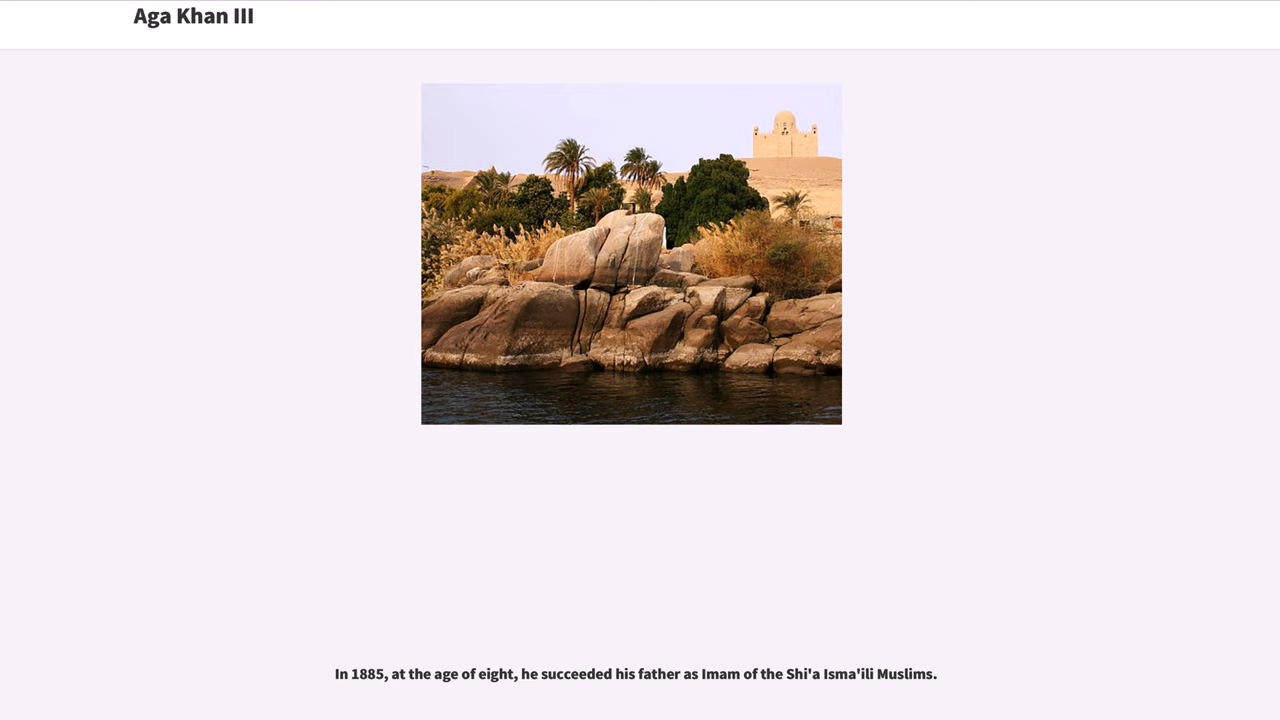 Aga Khan III
In 1885, at the age of eight, he succeeded his father as Imam of the Shi'a Isma'ili Muslims.